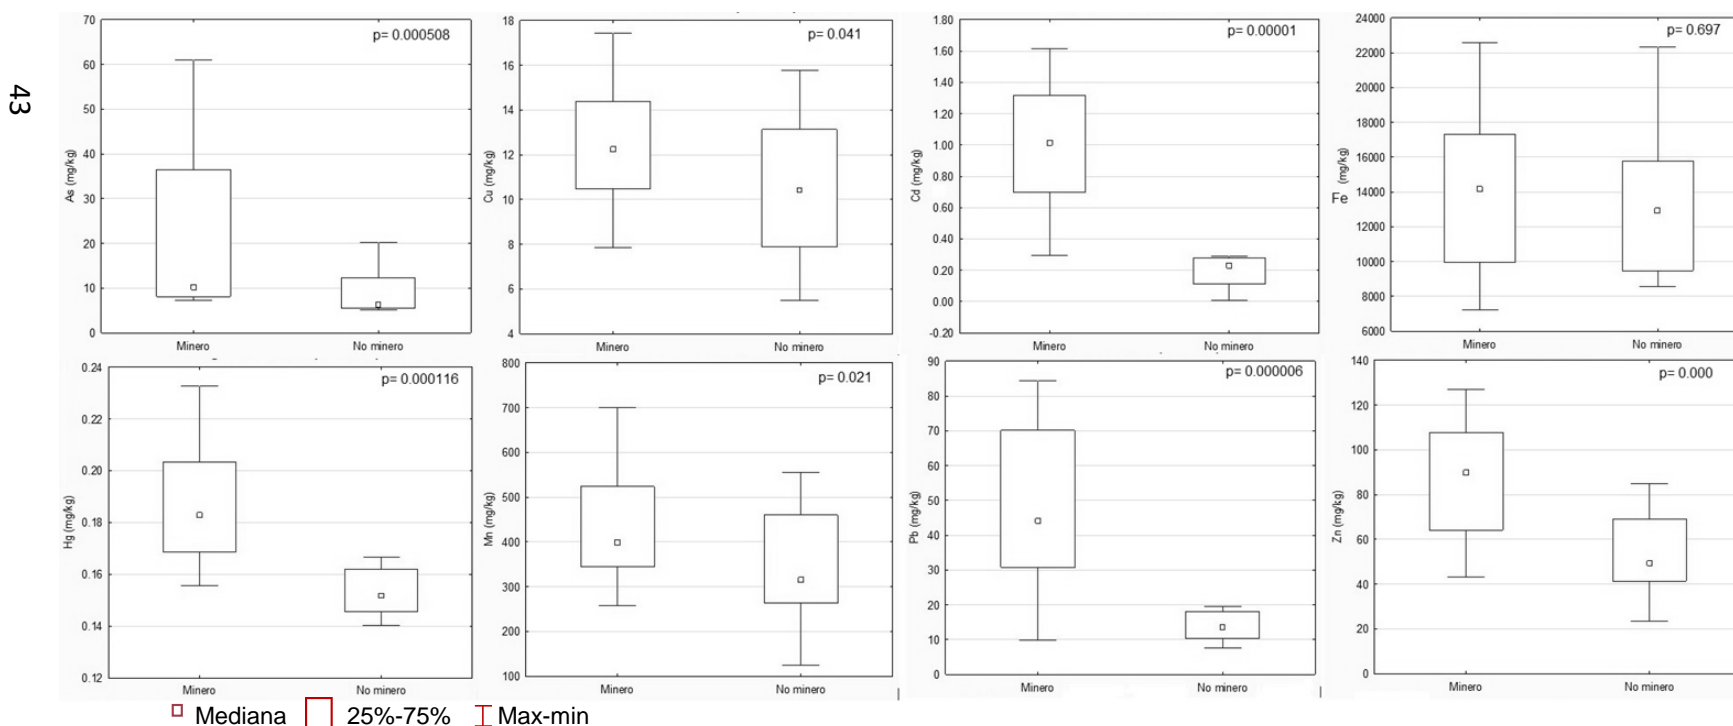 43
p= 0.000508
As (mg/kg)
70
60
50
40
30
20
10
0
Minero
No minero
p= 0.041
Cu (mg/kg)
18
16
14
12
10
8
6
4
Minero
No minero
p= 0.00001
Cd (mg/kg)
1.80
1.60
1.40
1.20
1.00
0.80
0.60
0.40
0.20
0.00
-0.20
Minero
No minero
p= 0.697
Fe (mg/kg)
24000
22000
20000
18000
16000
14000
12000
10000
8000
6000
Minero
No minero
p= 0.000116
Hg (mg/kg)
0.24
0.22
0.20
0.18
0.16
0.14
0.12
Minero
No minero
p= 0.021
Mn (mg/kg)
800
700
600
500
400
300
200
100
Minero
No minero
p= 0.000006
Pb (mg/kg)
90
80
70
60
50
40
30
20
10
0
Minero
No minero
p= 0.000
Zn (mg/kg)
140
120
100
80
60
40
20
0
Minero
No minero
Mediana 25%-75% Max-min